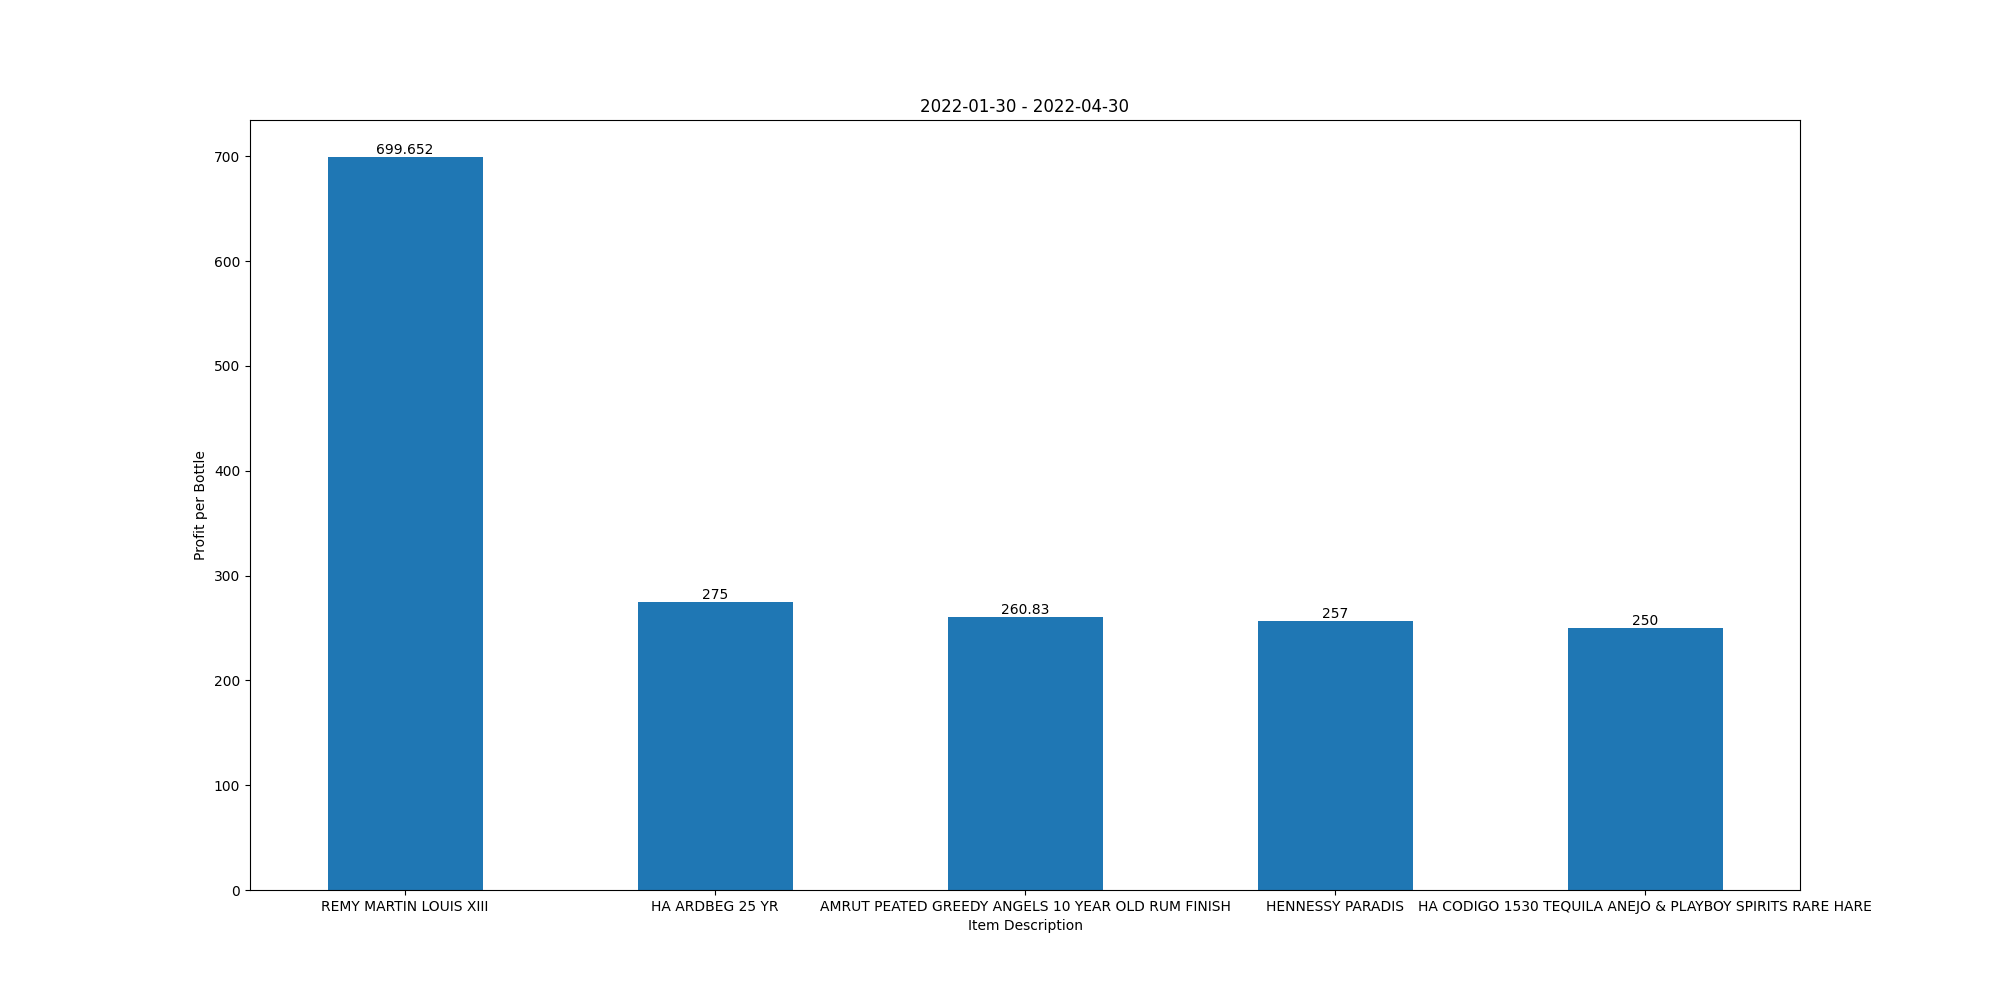 2022-01-30 - 2022-04-30
Profit per Bottle
700
600
500
400
300
200
100
0
699.652
275
260.83
257
250
REMY MARTIN LOUIS XIII
HA ARDBEG 25 YR
AMRUT PEATED GREEDY ANGELS 10 YEAR OLD RUM FINISH
HENNESSY PARADIS
HA CODIGO 1530 TEQUILA ANEJO & PLAYBOY SPIRITS RARE HARE
Item Description